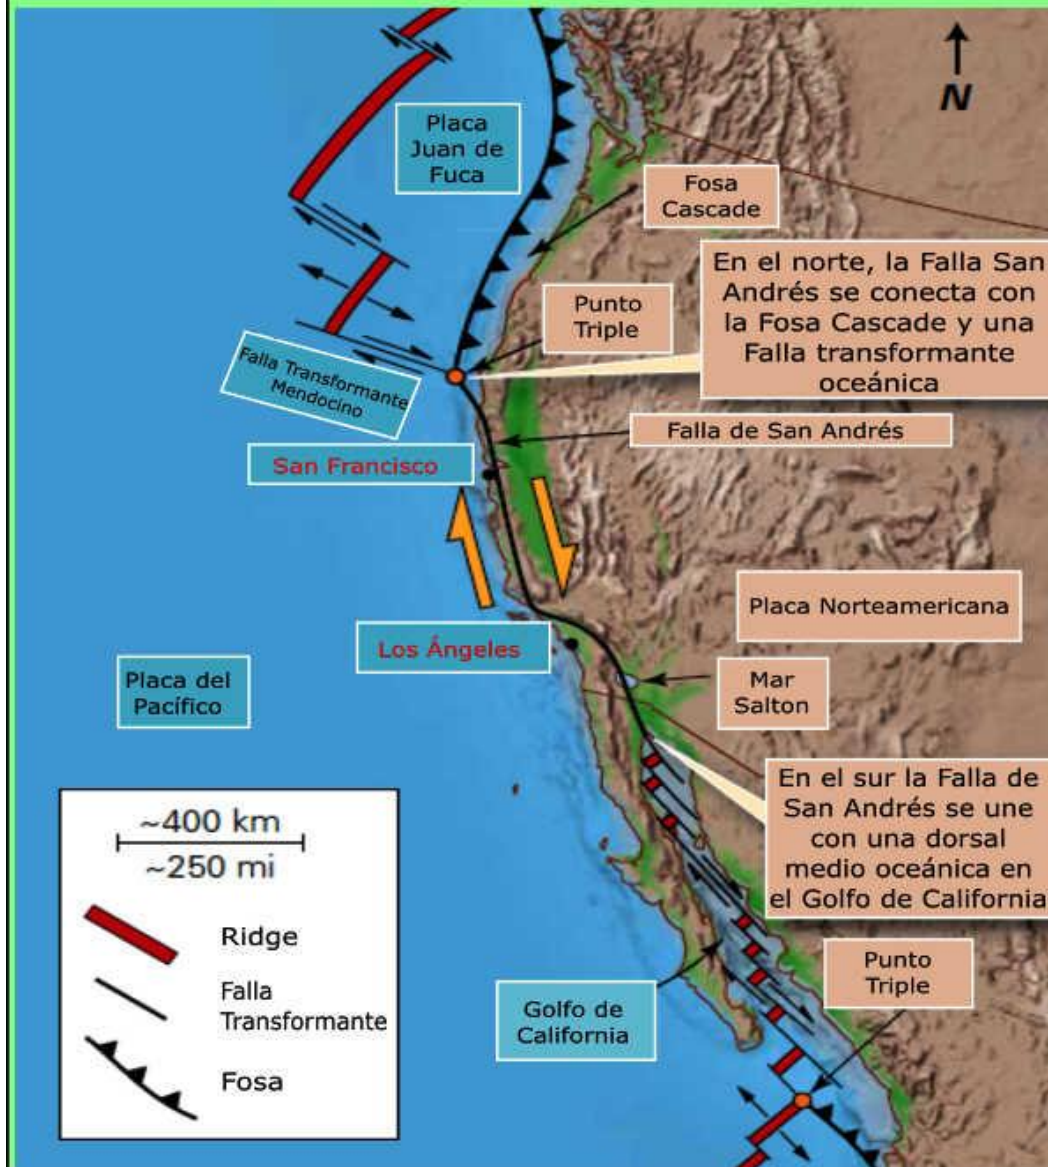 N
Placa
Juan de
Fuca
Fosa
Cascade
En el norte, la Falla San
Andrés se conecta con
la Fosa Cascade y una
Falla transformante
oceánica
Punto
Triple
Falla Transformante
Mendocino
Falla de San Andrés
San Francisco
Placa Norteamericana
Los Ángeles
Placa del
Pacífico
Mar
Salton
En el sur la Falla de
San Andrés se une
con una dorsal
medio oceánica en
el Golfo de California
~400 km
~250 mi
Ridge
Falla
Transformante
Fosa
Golfo de
California
Punto
Triple